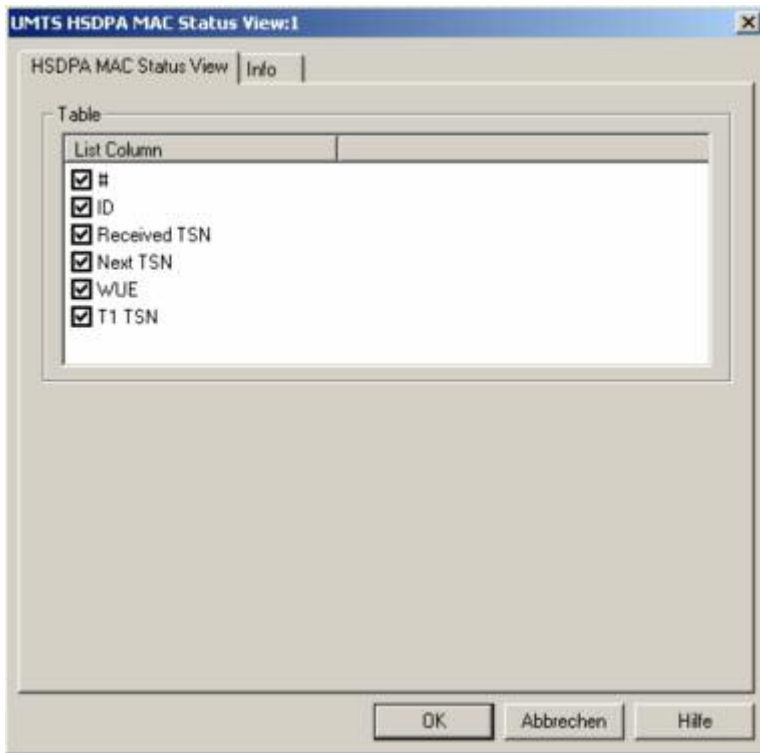 UMTS HSDPA MAC Status View:1
HSDPA MAC Status View
Info
Table
List Column
#
ID
Received TSN
Next TSN
WUE
T1 TSN
OK
Abbrechen
Hilfe